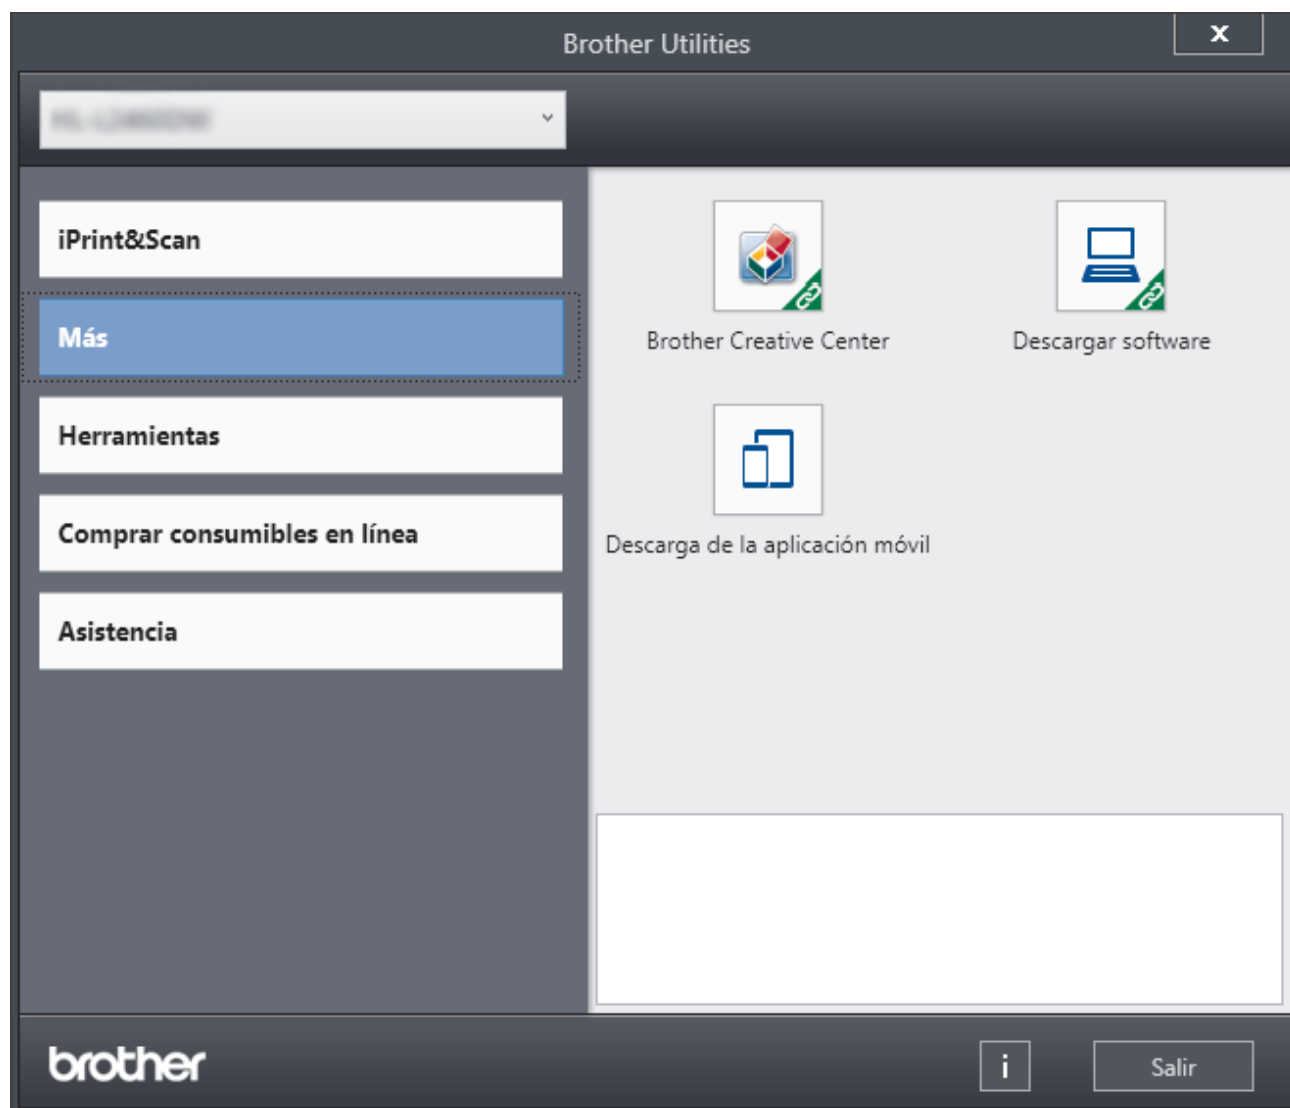 Brother Utilities
x
iPrint&Scan
Más
Herramientas
Comprar consumibles en línea
Asistencia
Brother Creative Center
Descargar software
Descarga de la aplicación móvil
brother
i
Salir